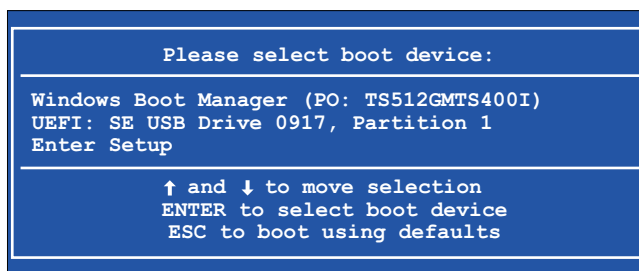 Please select boot device:
Windows Boot Manager (PO: TS512GMTS400I)
UEFI: SE USB Drive 0917, Partition 1
Enter Setup
↑ and ↓ to move selection
ENTER to select boot device
ESC to boot using defaults